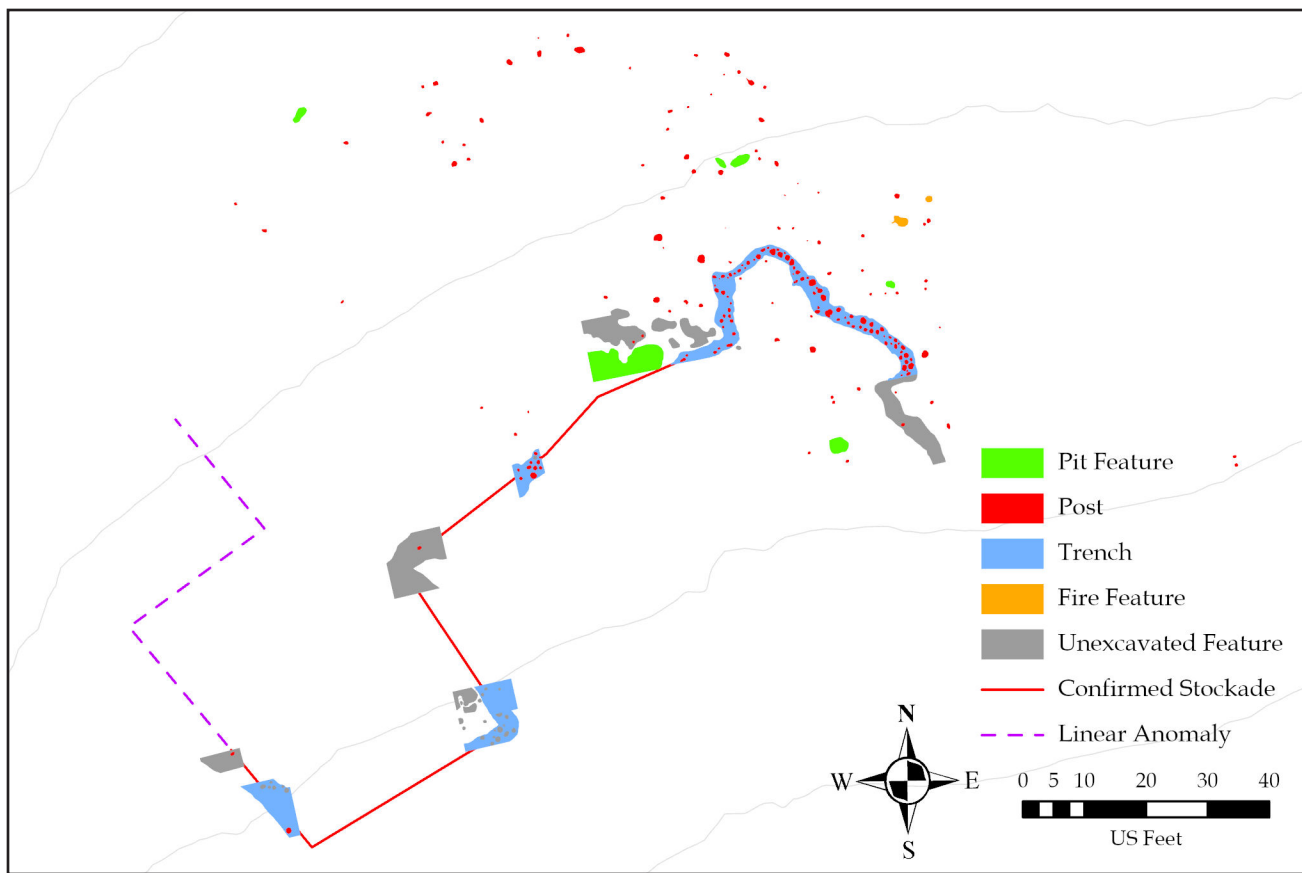 Pit Feature
Post
Trench
Fire Feature
Unexcavated Feature
Confirmed Stockade
Linear Anomaly
N
W E
S
0 5 10 20 30 40
US Feet